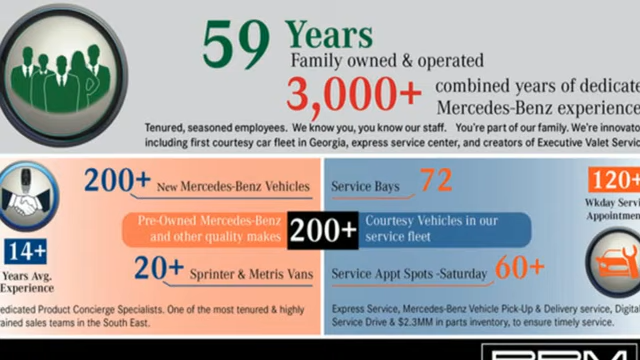 59 Years
Family owned & operated
3,000+ combined years of dedicate
Mercedes-Benz experience
Tenured, seasoned employees. We know you, you know our staff. You're part of our family. We're innovat
including first courtesy car fleet in Georgia, express service center, and creators of Executive Valet Servic
200+ New Mercedes-Benz Vehicles
Service Bays 72
120+
Wkday Servi
Appointmen
Pre-Owned Mercedes-Benz
and other quality makes
200+
Courtesy Vehicles in our
service fleet
14+
Years Avg.
Experience
20+ Sprinter & Metris Vans
Service Appt Spots -Saturday 60+
edicated Product Concierge Specialists. One of the most tenured & highly
ained sales teams in the South East.
Express Service, Mercedes-Benz Vehicle Pick-Up & Delivery service, Digital
Service Drive & $2.3MM in parts inventory, to ensure timely service.